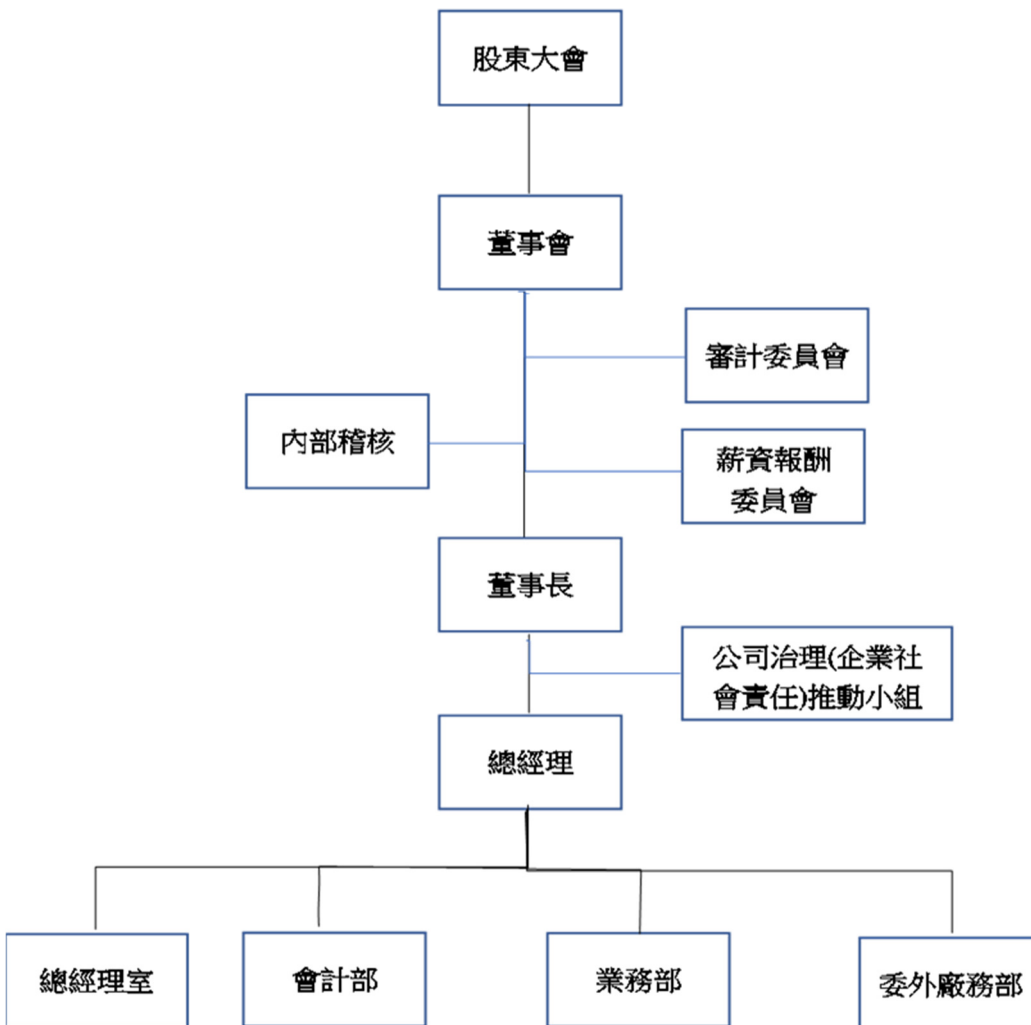 股東大會
董事會
審計委員會
內部稽核
薪資報酬
委員會
董事長
公司治理(企業社
會責任)推動小組
總經理
總經理室
會計部
業務部
委外廠務部